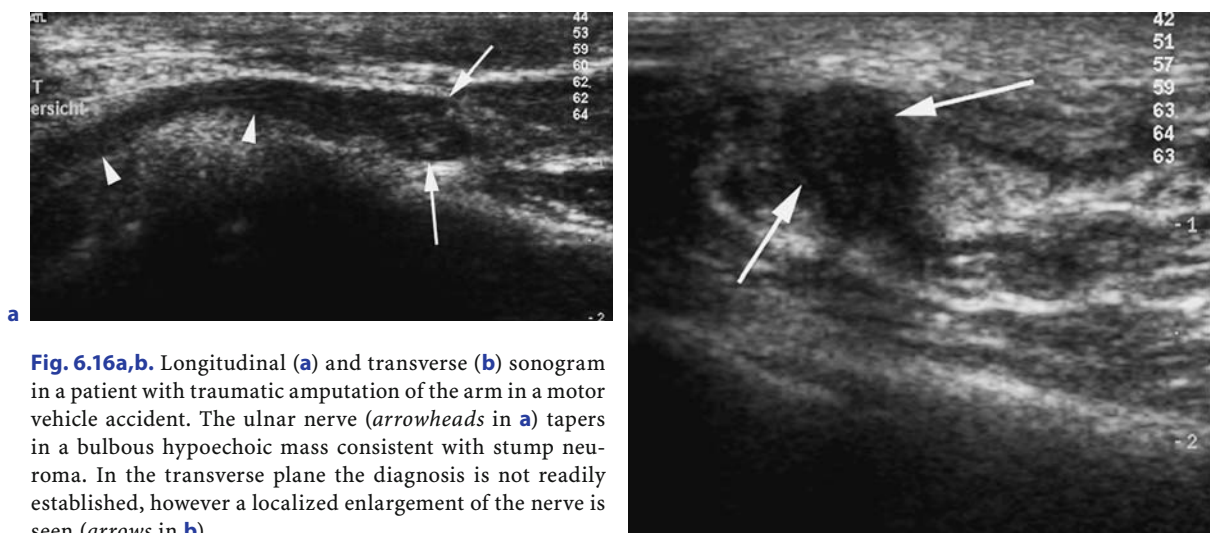 44
53
59
60
62
62
64
T
ersicht
- 2
a
Fig. 6.16a,b. Longitudinal (a) and transverse (b) sonogram
in a patient with traumatic amputation of the arm in a motor
vehicle accident. The ulnar nerve (arrowheads in a) tapers
in a bulbous hypoechoic mass consistent with stump neu-
roma. In the transverse plane the diagnosis is not readily
established, however a localized enlargement of the nerve is
seen (arrows in b)
42
51
57
59
63
64
63
- 1
- 2